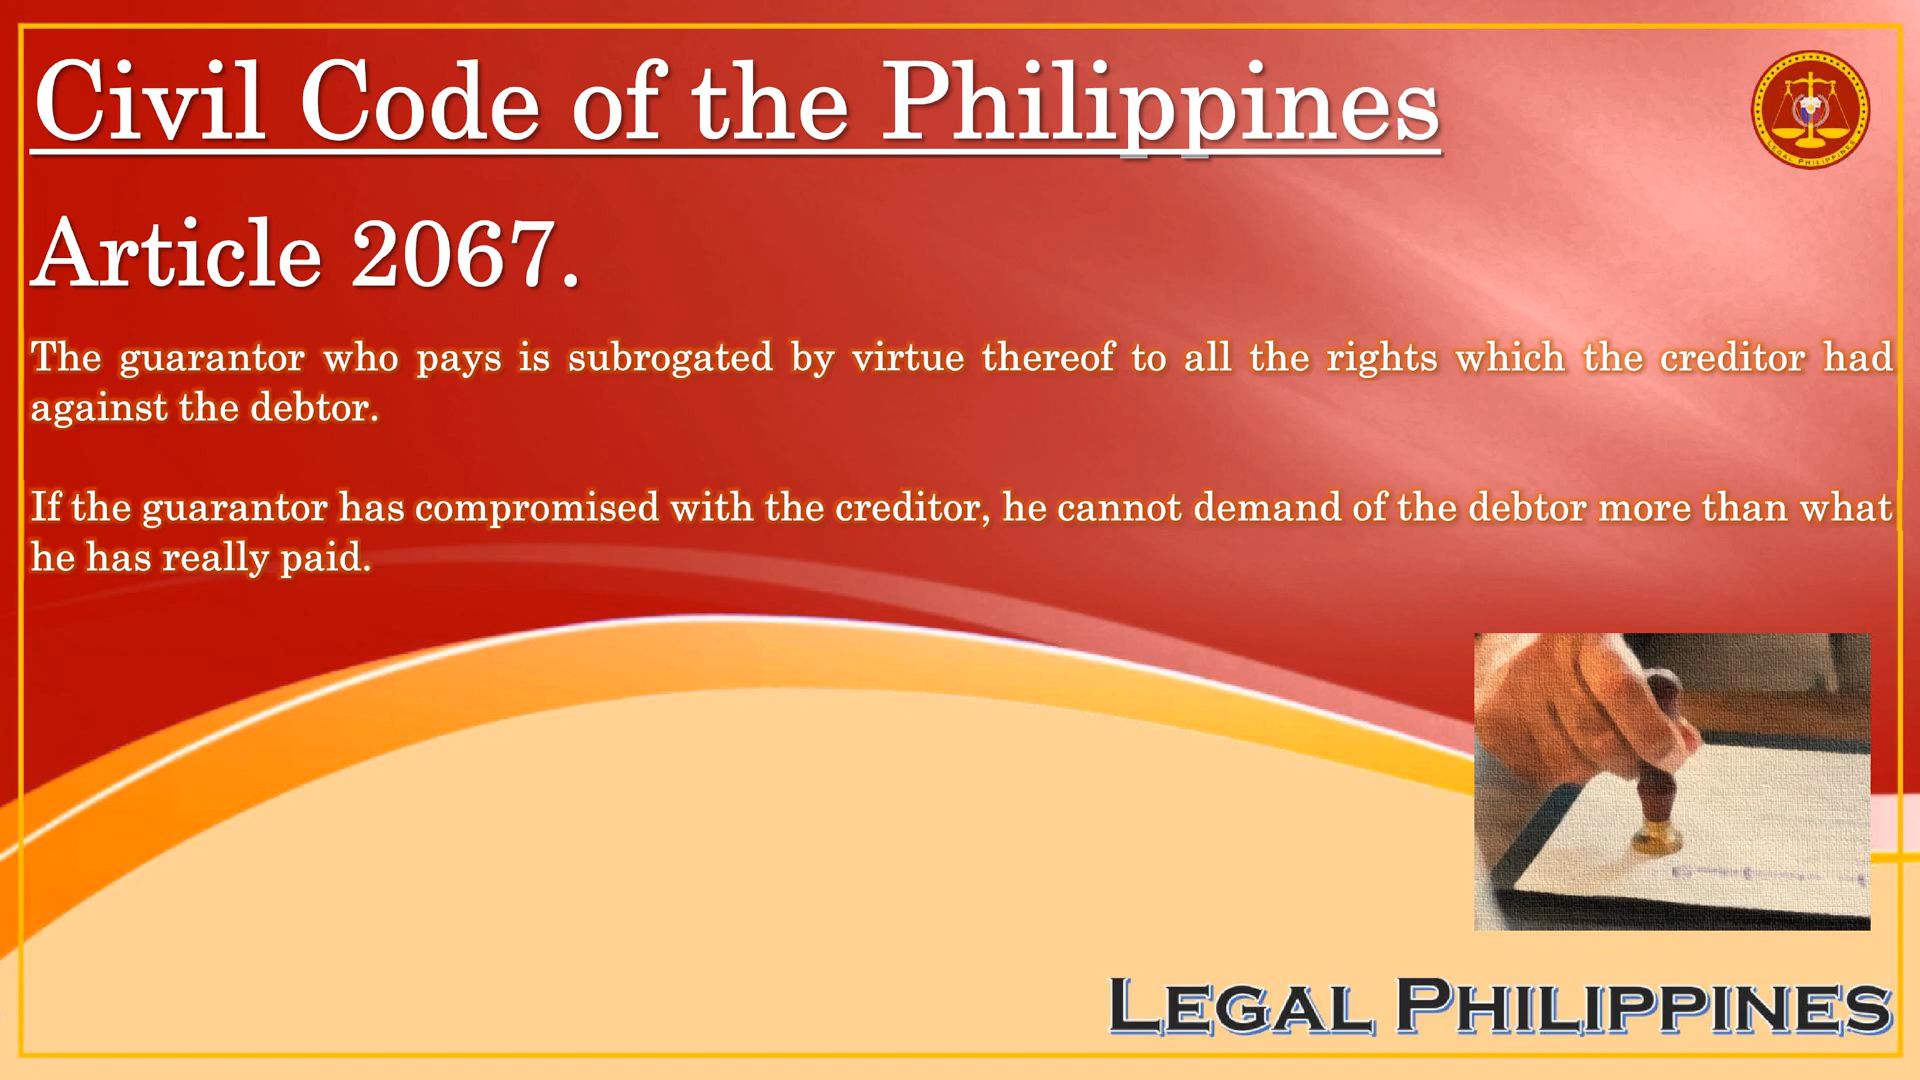 Civil Code of the Philippines
LEGAL PHILIPPINES
Article 2067.
The guarantor who pays is subrogated by virtue thereof to all the rights which the creditor had
against the debtor.
If the guarantor has compromised with the creditor, he cannot demand of the debtor more than what
he has really paid.
LEGAL PHILIPPINES